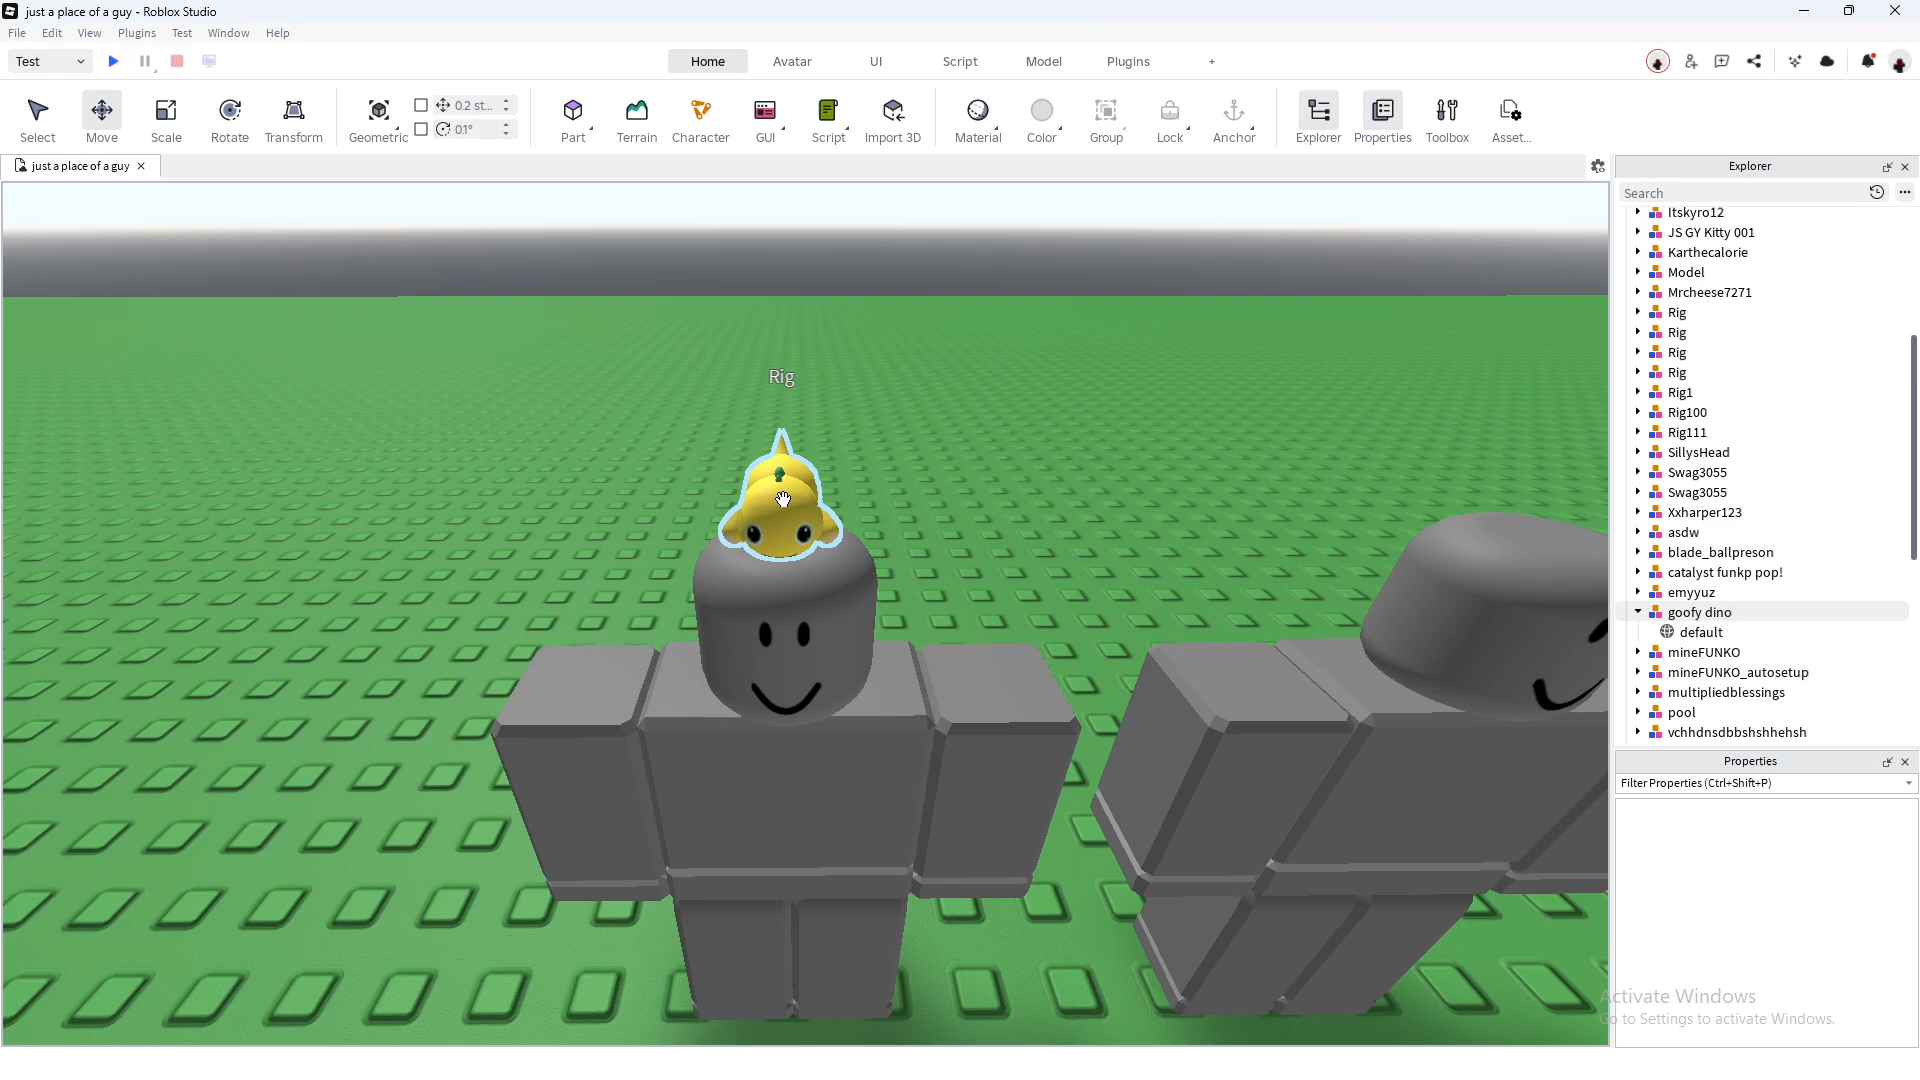 just a place of a guy - Roblox Studio
File Edit View Plugins Test Window Help
Test
Home Avatar UI Script Model Plugins +
Select Move Scale Rotate Transform Geometric 0.2 st... 0.1° Part Terrain Character GUI Script Import 3D Material Color Group Lock Anchor Explorer Properties Toolbox Asset...
just a place of a guy
Rig
Explorer
Search
Itskyro12
JS GY Kitty 001
Karthecalorie
Model
Mrcheese7271
Rig
Rig
Rig
Rig
Rig1
Rig100
Rig111
SillysHead
Swag3055
Swag3055
Xxharper123
asdw
blade_ballpreson
catalyst funkp pop!
emyyuz
goofy dino
default
mineFUNKO
mineFUNKO_autosetup
multipliedblessings
pool
vchhdnsdbbshshhehsh
Properties
Filter Properties (Ctrl+Shift+P)
Activate Windows
Go to Settings to activate Windows.